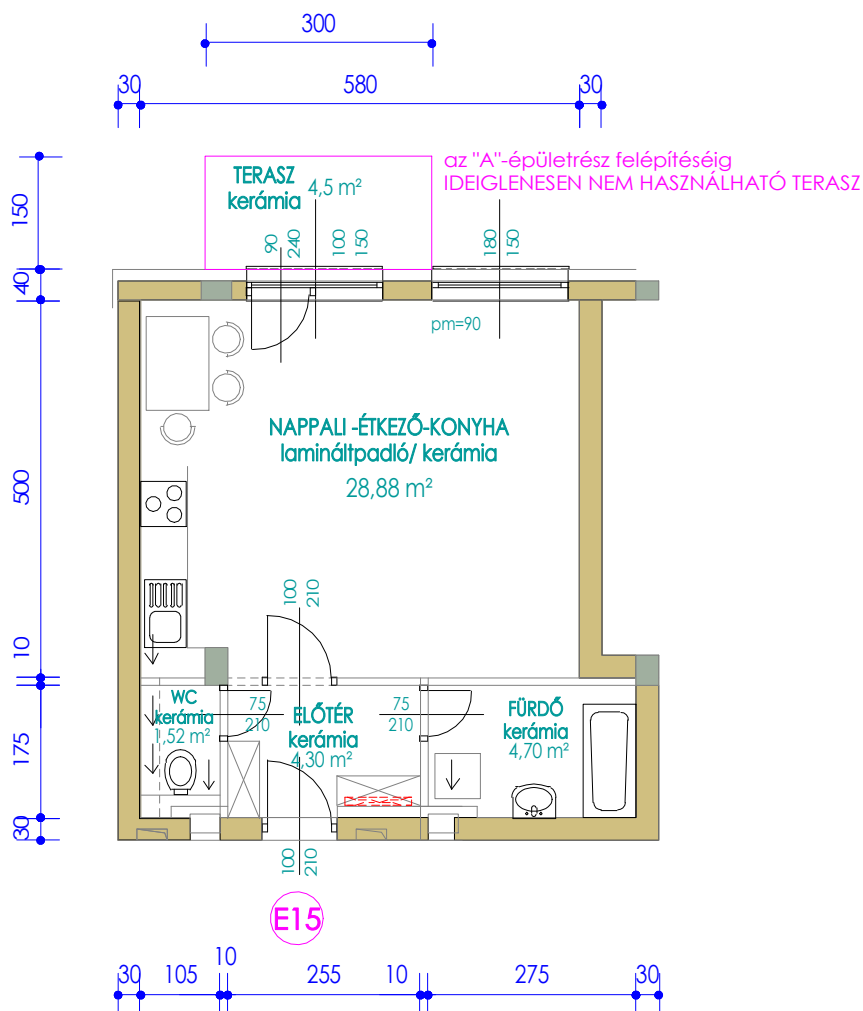 300
30 580 30
az "A"-épületrész felépítéséig
IDEIGLENESEN NEM HASZNÁLHATÓ TERASZ
TERASZ
kerámia 4,5 m²
150
90
240
100
150
180
150
40
pm=90
NAPPALI -ÉTKEZŐ-KONYHA
lamináltpadló/ kerámia
28,88 m²
500
100
210
10
WC
kerámia
1,52 m²
75
210
ELŐTÉR
kerámia
4,30 m²
75
210
FÜRDŐ
kerámia
4,70 m²
175
30
100
210
E15
30 105 10 255 10 275 30